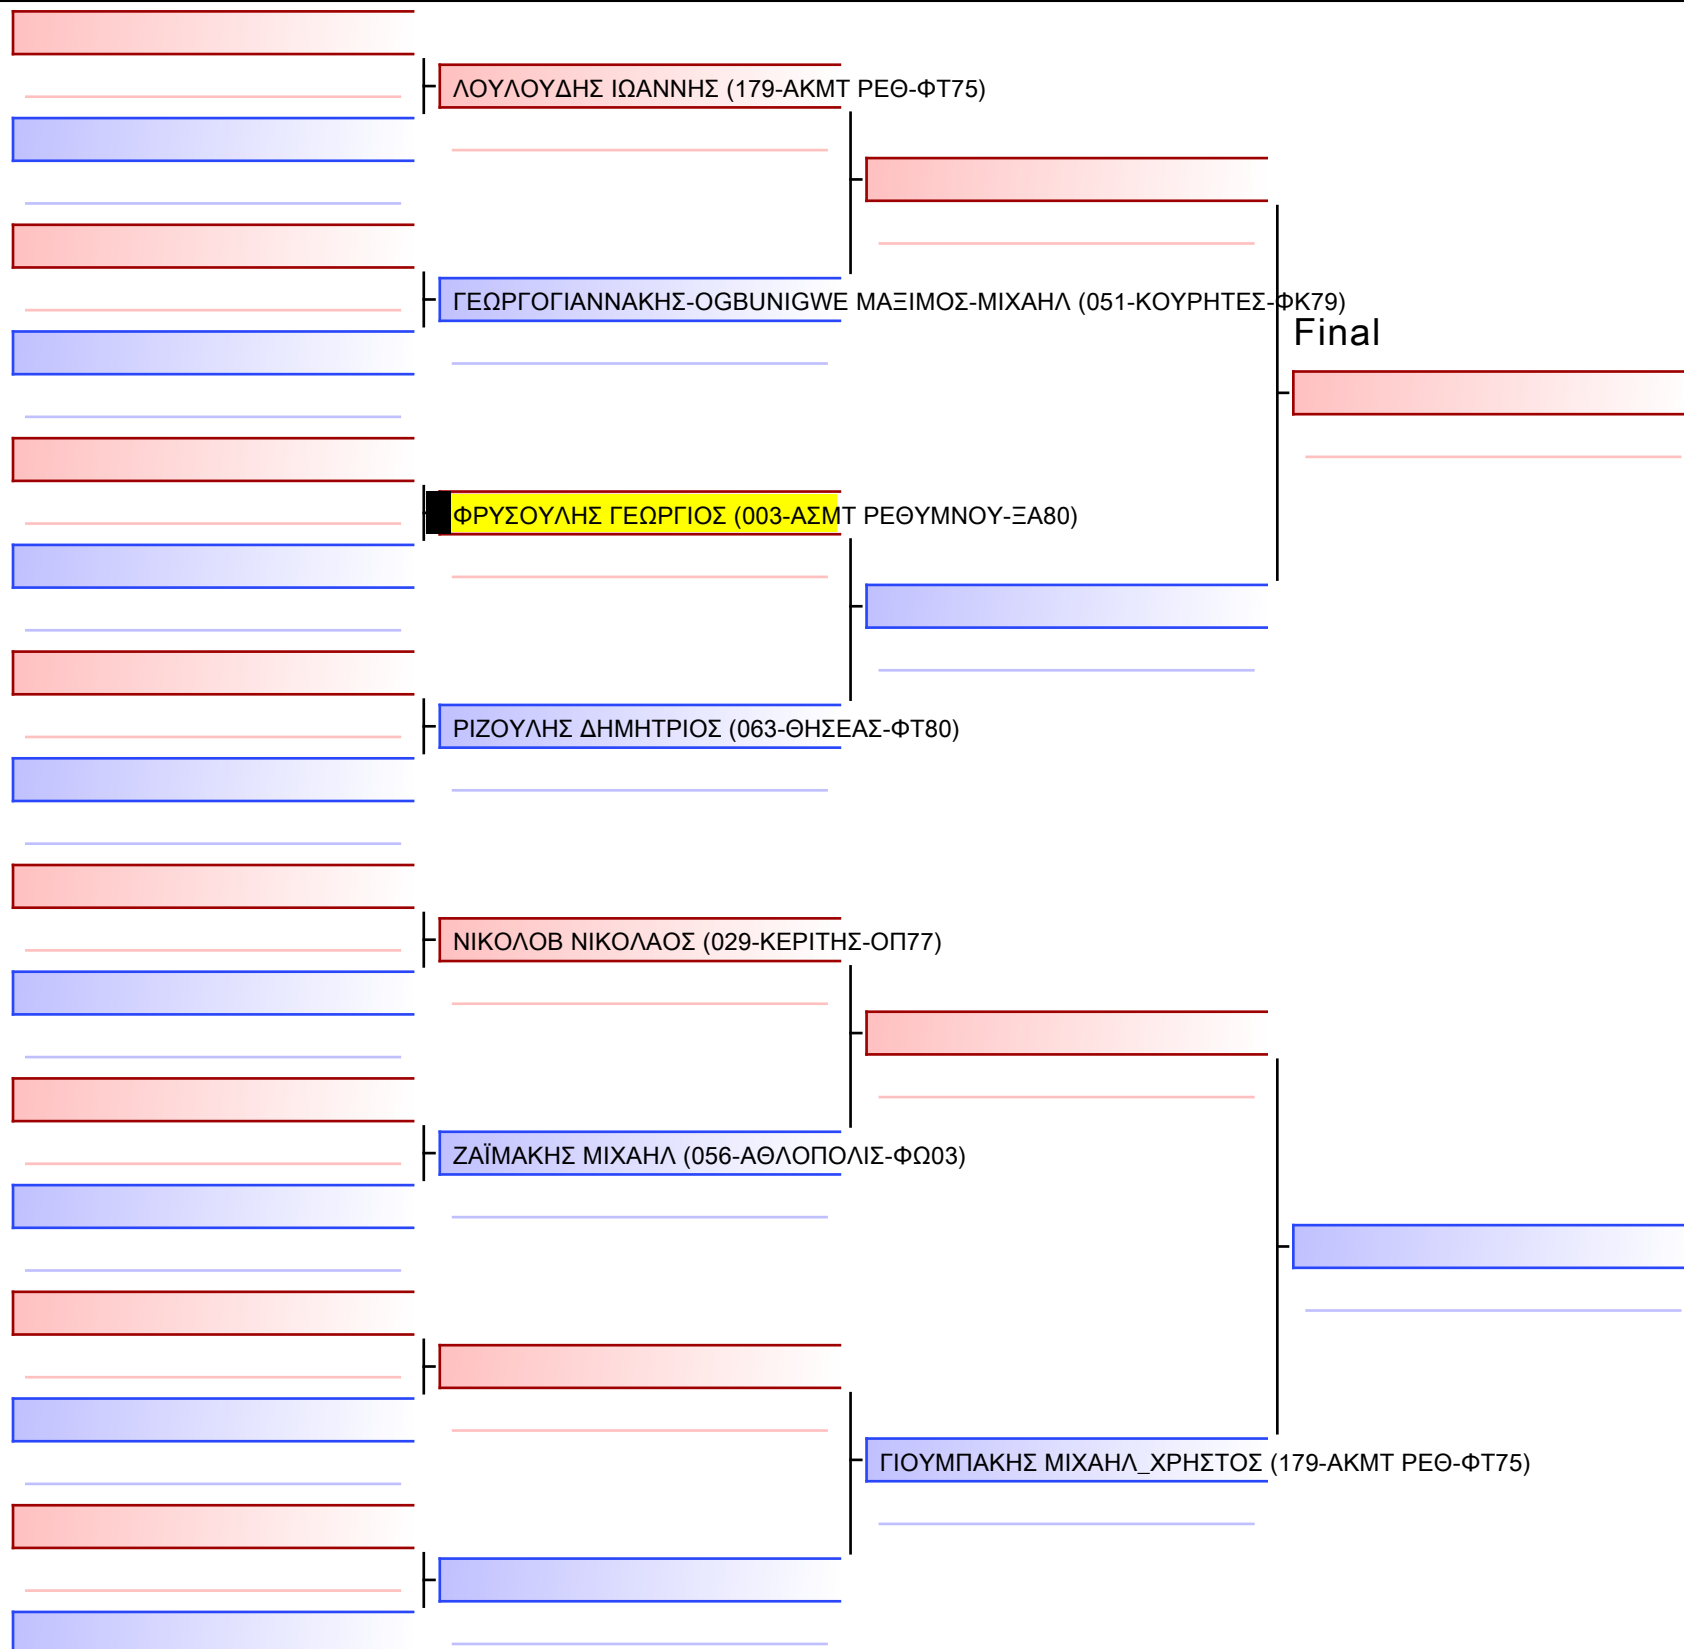 ΛΟΥΛΟΥΔΗΣ ΙΩΑΝΝΗΣ (179-ΑΚΜΤ ΡΕΘ-ΦΤ75)
ΓΕΩΡΓΟΓΙΑΝΝΑΚΗΣ-OGBUNIGWE ΜΑΞΙΜΟΣ-ΜΙΧΑΗΛ (051-ΚΟΥΡΗΤΕΣ-ΦΚ79)
Final
ΦΡΥΣΟΥΛΗΣ ΓΕΩΡΓΙΟΣ (003-ΑΣΜΤ ΡΕΘΥΜΝΟΥ-ΞΑ80)
ΡΙΖΟΥΛΗΣ ΔΗΜΗΤΡΙΟΣ (063-ΘΗΣΕΑΣ-ΦΤ80)
ΝΙΚΟΛΟΒ ΝΙΚΟΛΑΟΣ (029-ΚΕΡΙΤΗΣ-ΟΠ77)
ΖΑΪΜΑΚΗΣ ΜΙΧΑΗΛ (056-ΑΘΛΟΠΟΛΙΣ-ΦΩ03)
ΓΙΟΥΜΠΑΚΗΣ ΜΙΧΑΗΛ_ΧΡΗΣΤΟΣ (179-ΑΚΜΤ ΡΕΘ-ΦΤ75)